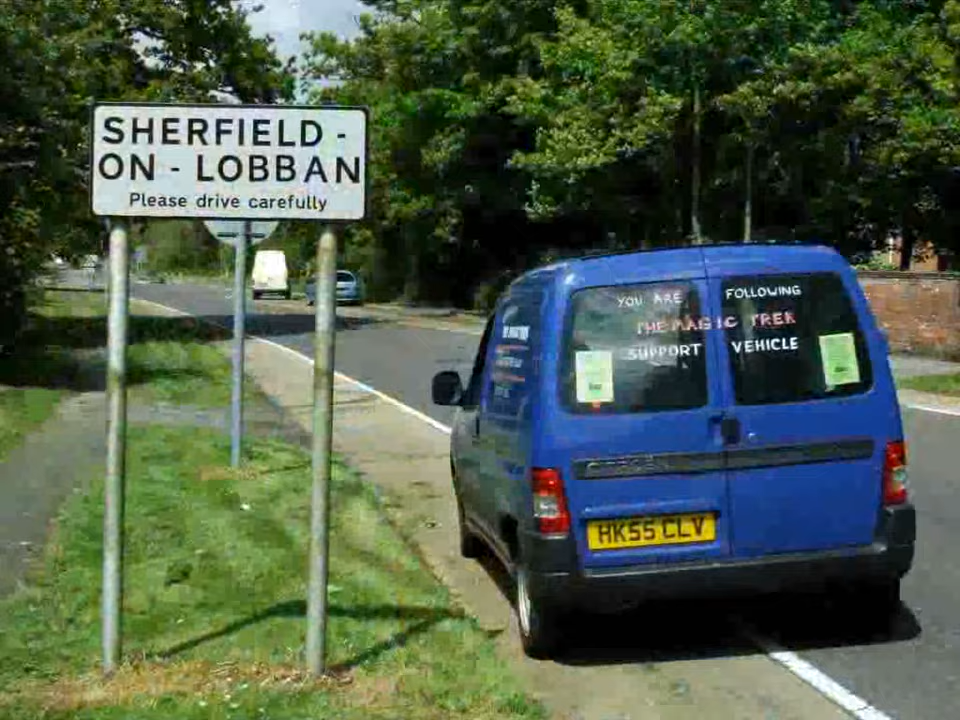 SHERFIELD -
ON - LOBBAN
Please drive carefully
YOU ARE FOLLOWING
THE MAGIC TREK
SUPPORT VEHICLE
HK55 CLV